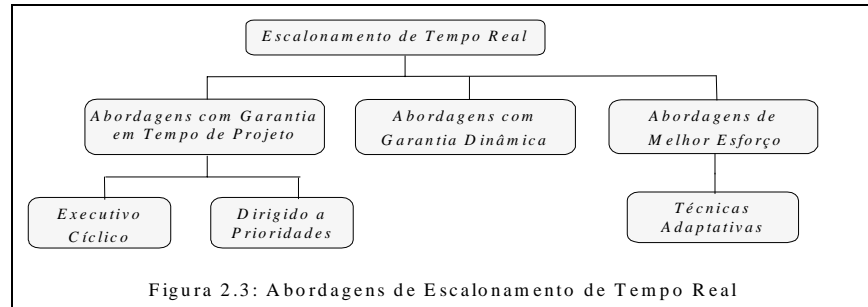 Escalonamento de Tempo Real
Abordagens com Garantia
em Tempo de Projeto
Abordagens com
Garantia Dinâmica
Abordagens de
Melhor Esforço
Executivo
Cíclico
Dirigido a
Prioridades
Técnicas
Adaptativas
Figura 2.3: Abordagens de Escalonamento de Tempo Real